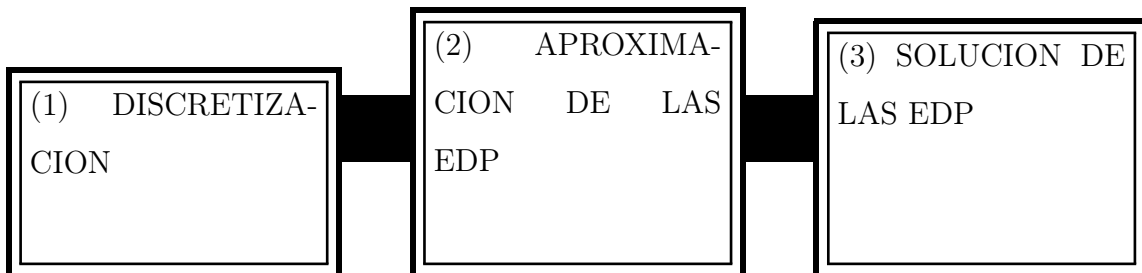 (1) DISCRETIZA-
CION
(2) APROXIMA-
CION DE LAS
EDP
(3) SOLUCION DE
LAS EDP